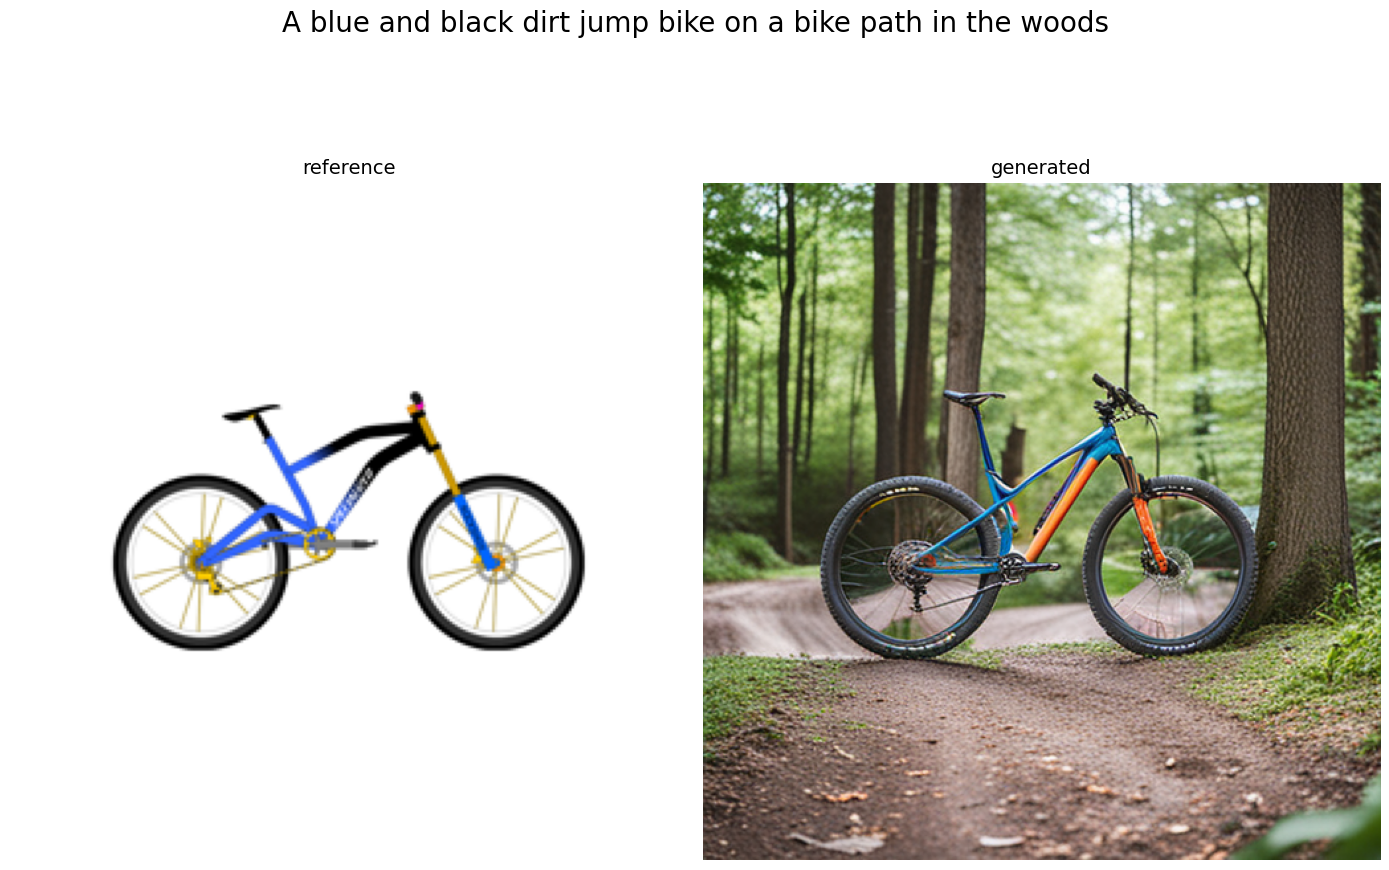 A blue and black dirt jump bike on a bike path in the woods
reference
generated